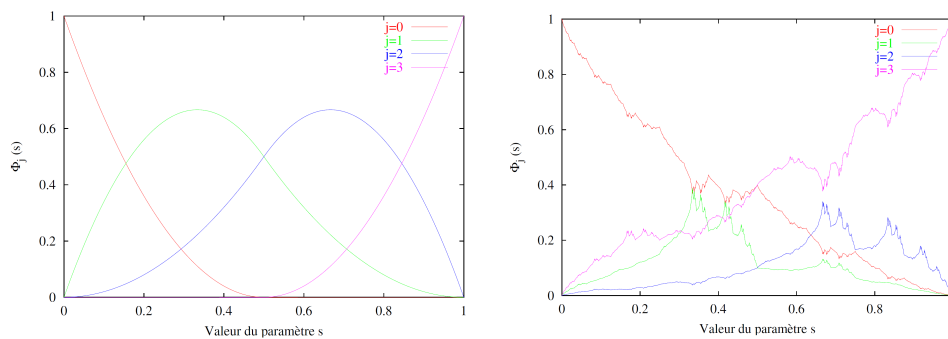 1
0.8
0.6
0.4
0.2
0
Φj (s)
j=0
j=1
j=2
j=3
0 0.2 0.4 0.6 0.8 1
Valeur du paramètre s
1
0.8
0.6
0.4
0.2
0
Φj (s)
j=0
j=1
j=2
j=3
0 0.2 0.4 0.6 0.8
Valeur du paramètre s